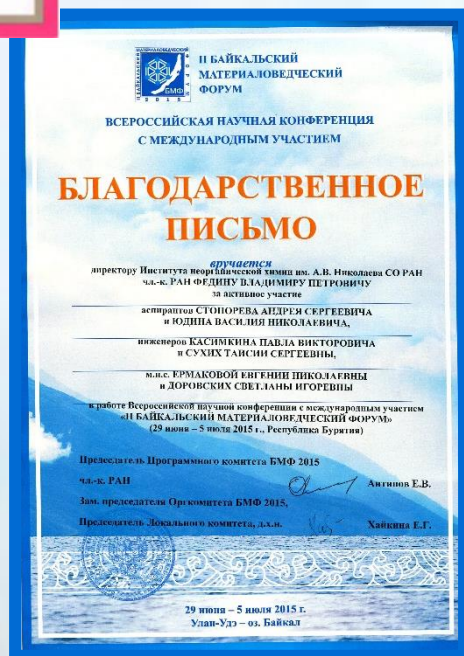 II БАЙКАЛЬСКИЙ
МАТЕРИАЛОВЕДЧЕСКИЙ
ФОРУМ
БМФ
2015
ВСЕРОССИЙСКАЯ НАУЧНАЯ КОНФЕРЕНЦИЯ
С МЕЖДУНАРОДНЫМ УЧАСТИЕМ
БЛАГОДАРСТВЕННОЕ
ПИСЬМО
вручается
директору Института неорганической химии им. А.В. Николаева СО РАН
чл.-к. РАН ФЕДИНУ ВЛАДИМИРУ ПЕТРОВИЧУ
за активное участие
аспирантов СТОПОРЕВА АНДРЕЯ СЕРГЕЕВИЧА
и ЮДИНА ВАСИЛИЯ НИКОЛАЕВИЧА,
инженеров КАСИМКИНА ПАВЛА ВИКТОРОВИЧА
и СУХИХ ТАИСИИ СЕРГЕЕВНЫ,
м.н.с. ЕРМАКОВОЙ ЕВГЕНИИ НИКОЛАЕВНЫ
и ДОРОВСКИХ СВЕТЛАНЫ ИГОРЕВНЫ
в работе Всероссийской научной конференции с международным участием
«II БАЙКАЛЬСКИЙ МАТЕРИАЛОВЕДЧЕСКИЙ ФОРУМ»
(29 июня – 5 июля 2015 г., Республика Бурятия)
Председатель Программного комитета БМФ 2015
чл.-к. РАН Антипов Е.В.
Зам. председателя Оргкомитета БМФ 2015,
Председатель Локального комитета, д.х.н. Хайкина Е.Г.
29 июня – 5 июля 2015 г.
Улан-Удэ – оз. Байкал